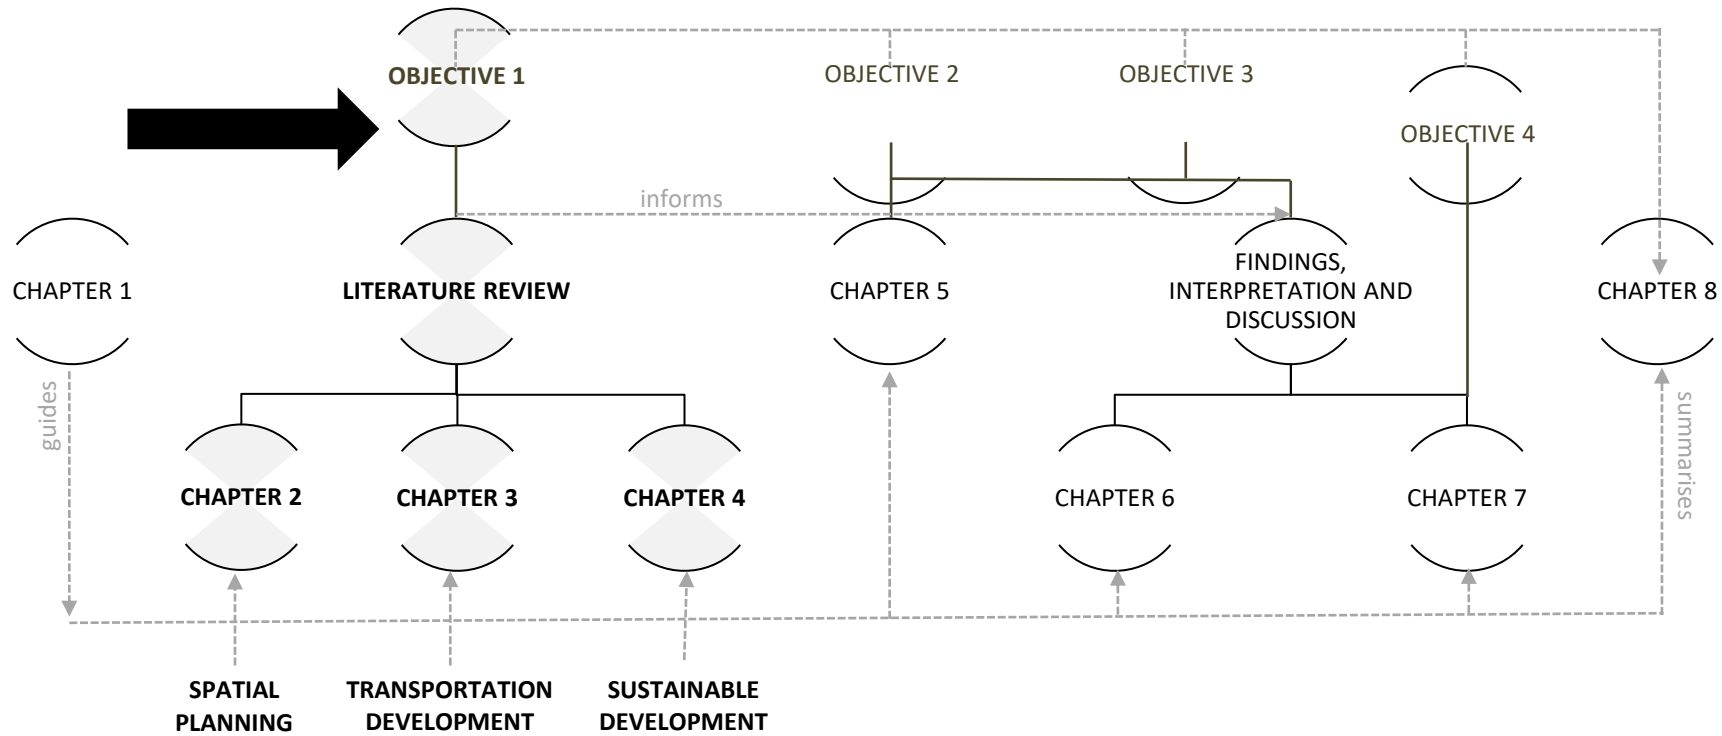 OBJECTIVE 1
OBJECTIVE 2
OBJECTIVE 3
OBJECTIVE 4
informs
CHAPTER 1
LITERATURE REVIEW
CHAPTER 5
FINDINGS,
INTERPRETATION AND
DISCUSSION
CHAPTER 8
guides
summarises
CHAPTER 2
CHAPTER 3
CHAPTER 4
CHAPTER 6
CHAPTER 7
SPATIAL
PLANNING
TRANSPORTATION
DEVELOPMENT
SUSTAINABLE
DEVELOPMENT